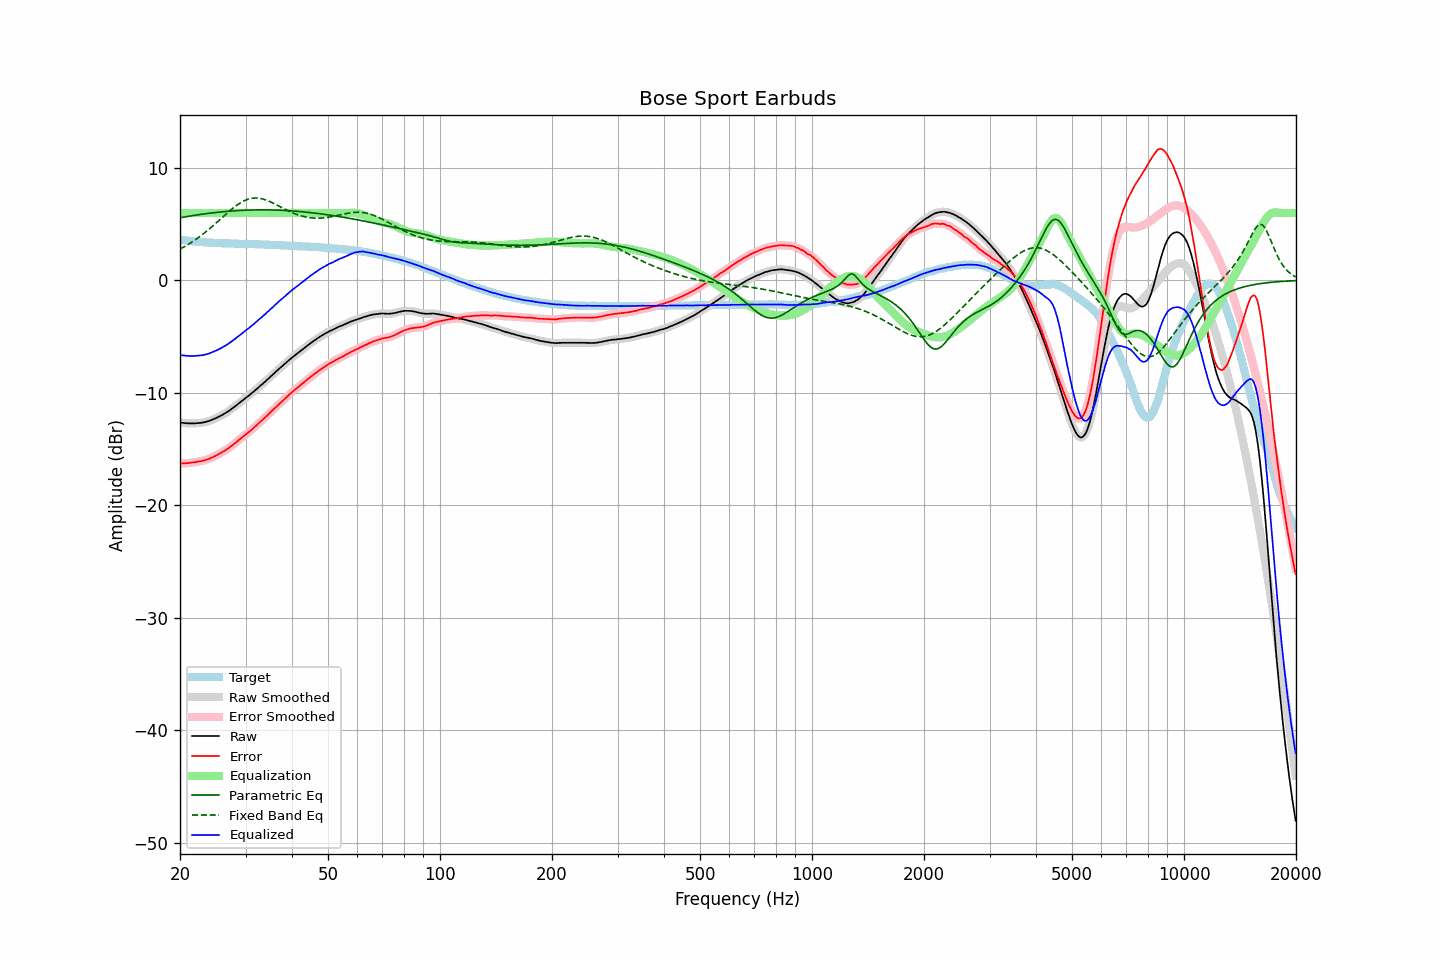 Bose Sport Earbuds
Amplitude (dBr)
10
0
−10
−20
−30
−40
−50
Target
Raw Smoothed
Error Smoothed
Raw
Error
Equalization
Parametric Eq
Fixed Band Eq
Equalized
20 50 100 200 500 1000 2000 5000 10000 20000
Frequency (Hz)